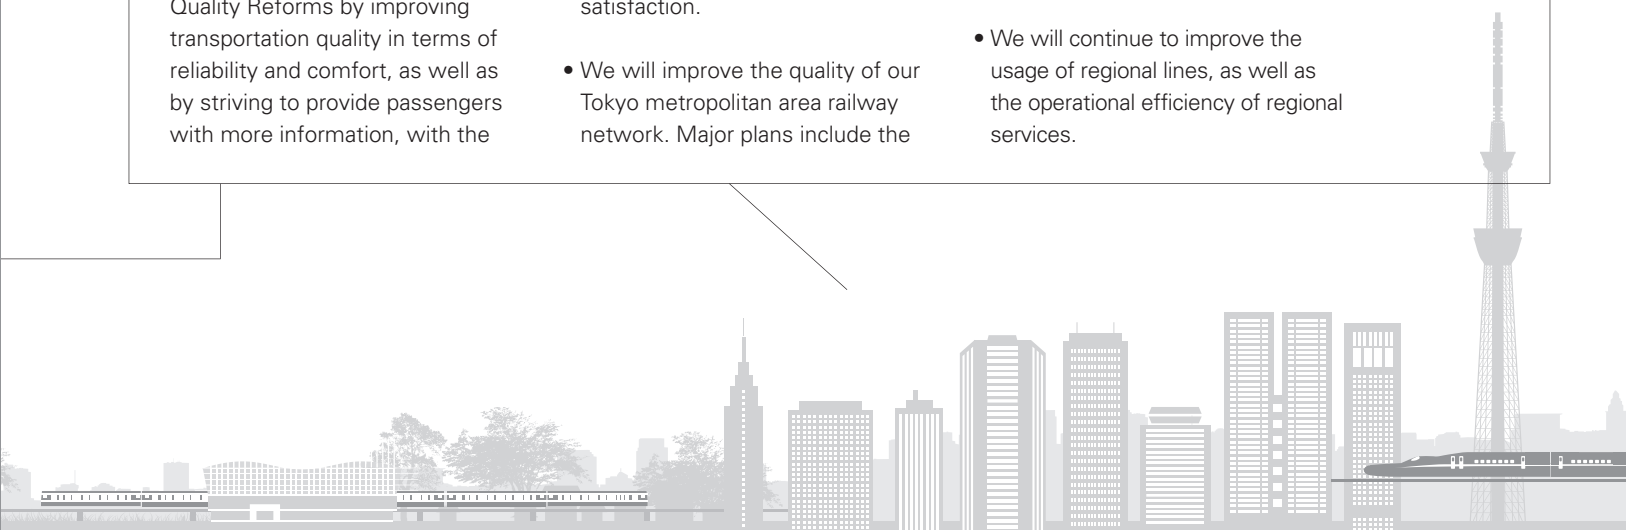 Quality Reforms by improving
transportation quality in terms of
reliability and comfort, as well as
by striving to provide passengers
with more information, with the
satisfaction.
• We will improve the quality of our
Tokyo metropolitan area railway
network. Major plans include the
• We will continue to improve the
usage of regional lines, as well as
the operational efficiency of regional
services.